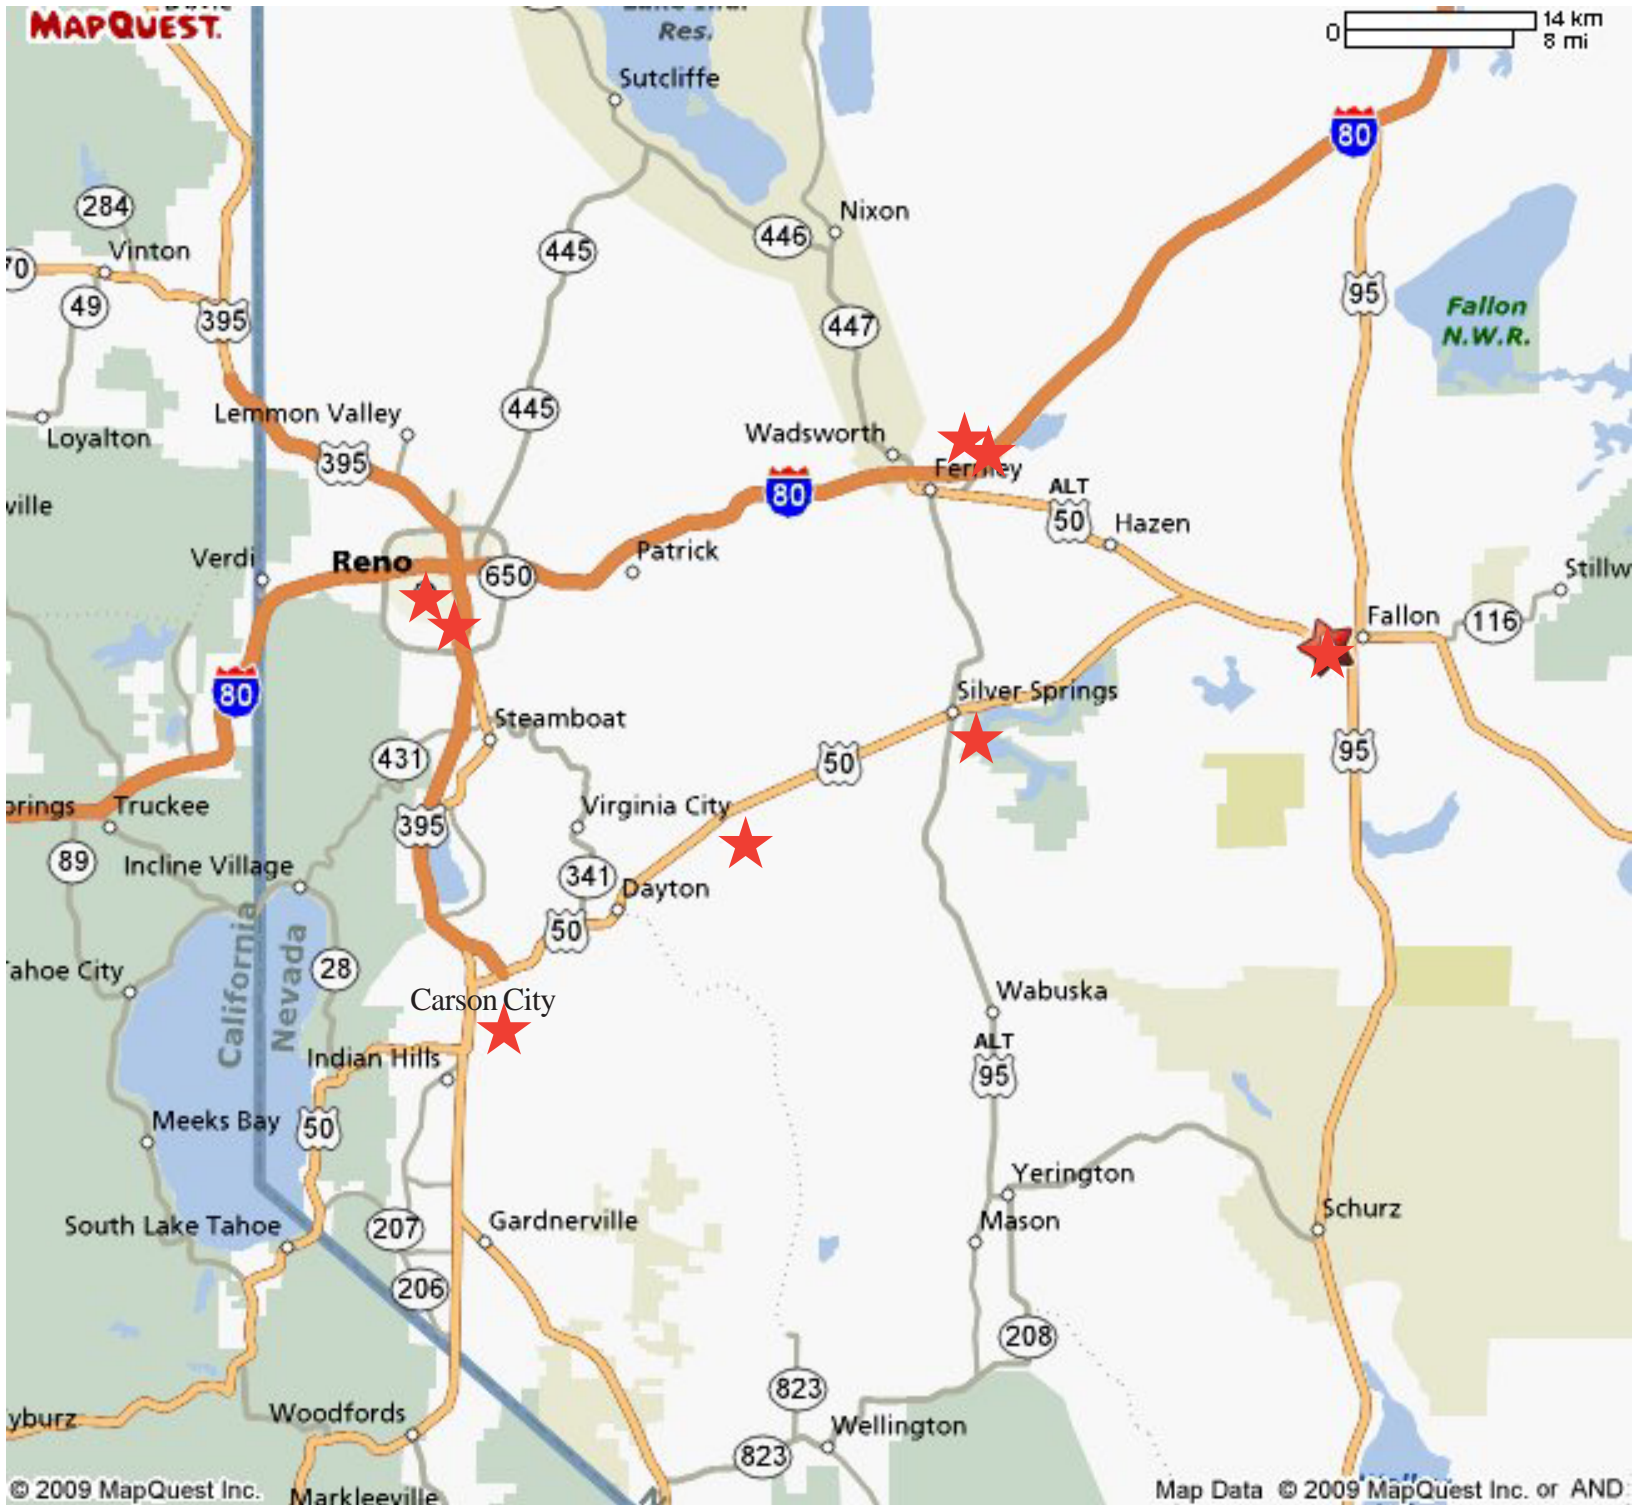 MAPQUEST.
Res.
0
14 km
8 mi
Sutcliffe
80
284
Nixon
446
445
Vinton
70
49
95
Fallon
N.W.R.
395
447
445
Lemmon Valley
Loyalton
Wadsworth
395
80
Fernley
ALT
50
Hazen
ville
Verdi
Reno
650
Patrick
Stillw
116
Fallon
80
Silver Springs
Steamboat
431
50
95
prings
Truckee
Virginia City
395
89
Incline Village
341
Dayton
50
California
Nevada
28
Tahoe City
Carson City
Wabuska
ALT
95
Indian Hills
50
Meeks Bay
Yerington
Mason
Schurz
South Lake Tahoe
207
Gardnerville
206
208
823
yburz
Woodfords
Wellington
823
© 2009 MapQuest Inc.
Markleeville
Map Data © 2009 MapQuest Inc. or AND